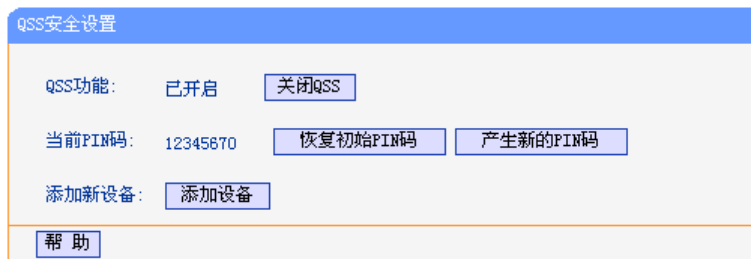 QSS安全设置
QSS功能: 已开启 关闭QSS
当前PIN码: 12345670 恢复初始PIN码 产生新的PIN码
添加新设备: 添加设备
帮 助